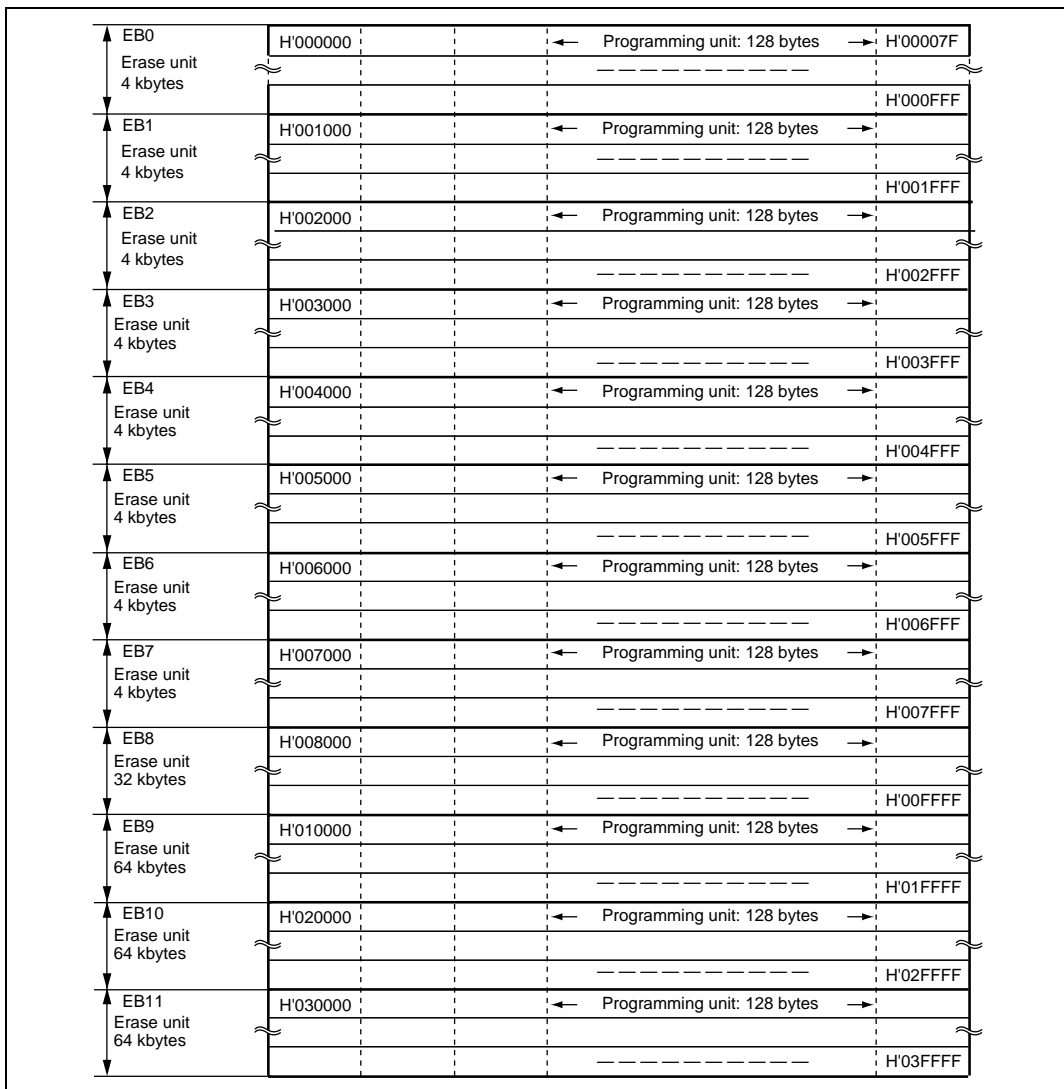 EB0
Erase unit
4 kbytes
H'000000 ← Programming unit: 128 bytes → H'00007F
H'000FFF
EB1
Erase unit
4 kbytes
H'001000 ← Programming unit: 128 bytes →
H'001FFF
EB2
Erase unit
4 kbytes
H'002000 ← Programming unit: 128 bytes →
H'002FFF
EB3
Erase unit
4 kbytes
H'003000 ← Programming unit: 128 bytes →
H'003FFF
EB4
Erase unit
4 kbytes
H'004000 ← Programming unit: 128 bytes →
H'004FFF
EB5
Erase unit
4 kbytes
H'005000 ← Programming unit: 128 bytes →
H'005FFF
EB6
Erase unit
4 kbytes
H'006000 ← Programming unit: 128 bytes →
H'006FFF
EB7
Erase unit
4 kbytes
H'007000 ← Programming unit: 128 bytes →
H'007FFF
EB8
Erase unit
32 kbytes
H'008000 ← Programming unit: 128 bytes →
H'00FFFF
EB9
Erase unit
64 kbytes
H'010000 ← Programming unit: 128 bytes →
H'01FFFF
EB10
Erase unit
64 kbytes
H'020000 ← Programming unit: 128 bytes →
H'02FFFF
EB11
Erase unit
64 kbytes
H'030000 ← Programming unit: 128 bytes →
H'03FFFF